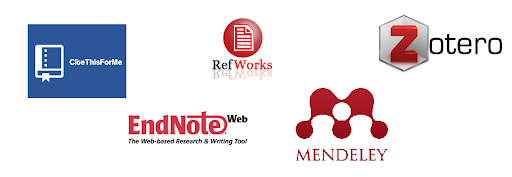 CiteThisForMe
RefWorks
Zotero
EndNote Web
The Web-based Research & Writing Tool
MENDELEY